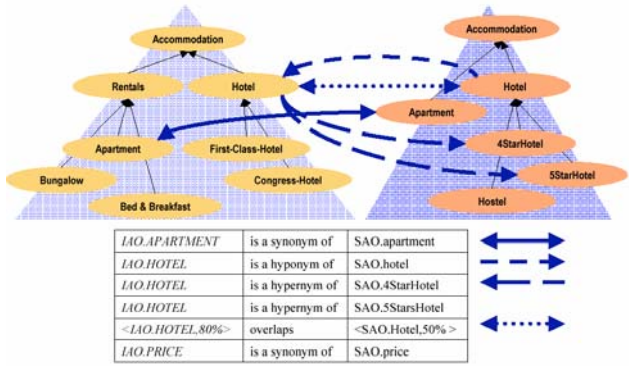 Accommodation
Rentals
Hotel
Apartment
First-Class-Hotel
Bungalow
Congress-Hotel
Bed & Breakfast
Accommodation
Hotel
Apartment
4StarHotel
5StarHotel
Hostel
IAO.APARTMENT is a synonym of SAO.apartment
IAO.HOTEL is a hyponym of SAO.hotel
IAO.HOTEL is a hypernym of SAO.4StarHotel
IAO.HOTEL is a hypernym of SAO.5StarsHotel
<IAO.HOTEL,80%> overlaps <SAO.Hotel,50% >
IAO.PRICE is a synonym of SAO.price